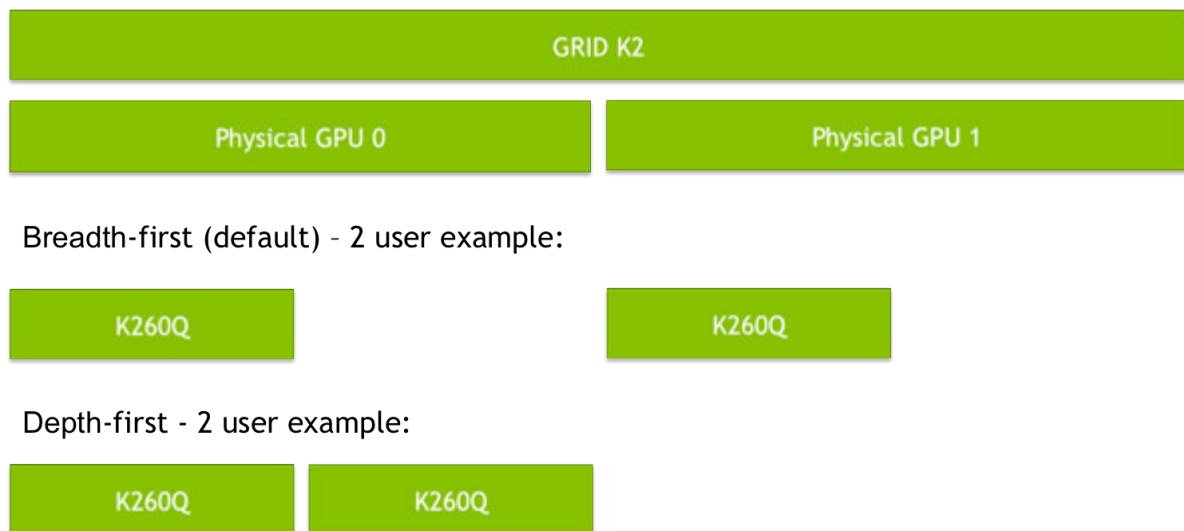 GRID K2
Physical GPU 0 Physical GPU 1
Breadth-first (default) – 2 user example:
K260Q K260Q
Depth-first - 2 user example:
K260Q K260Q